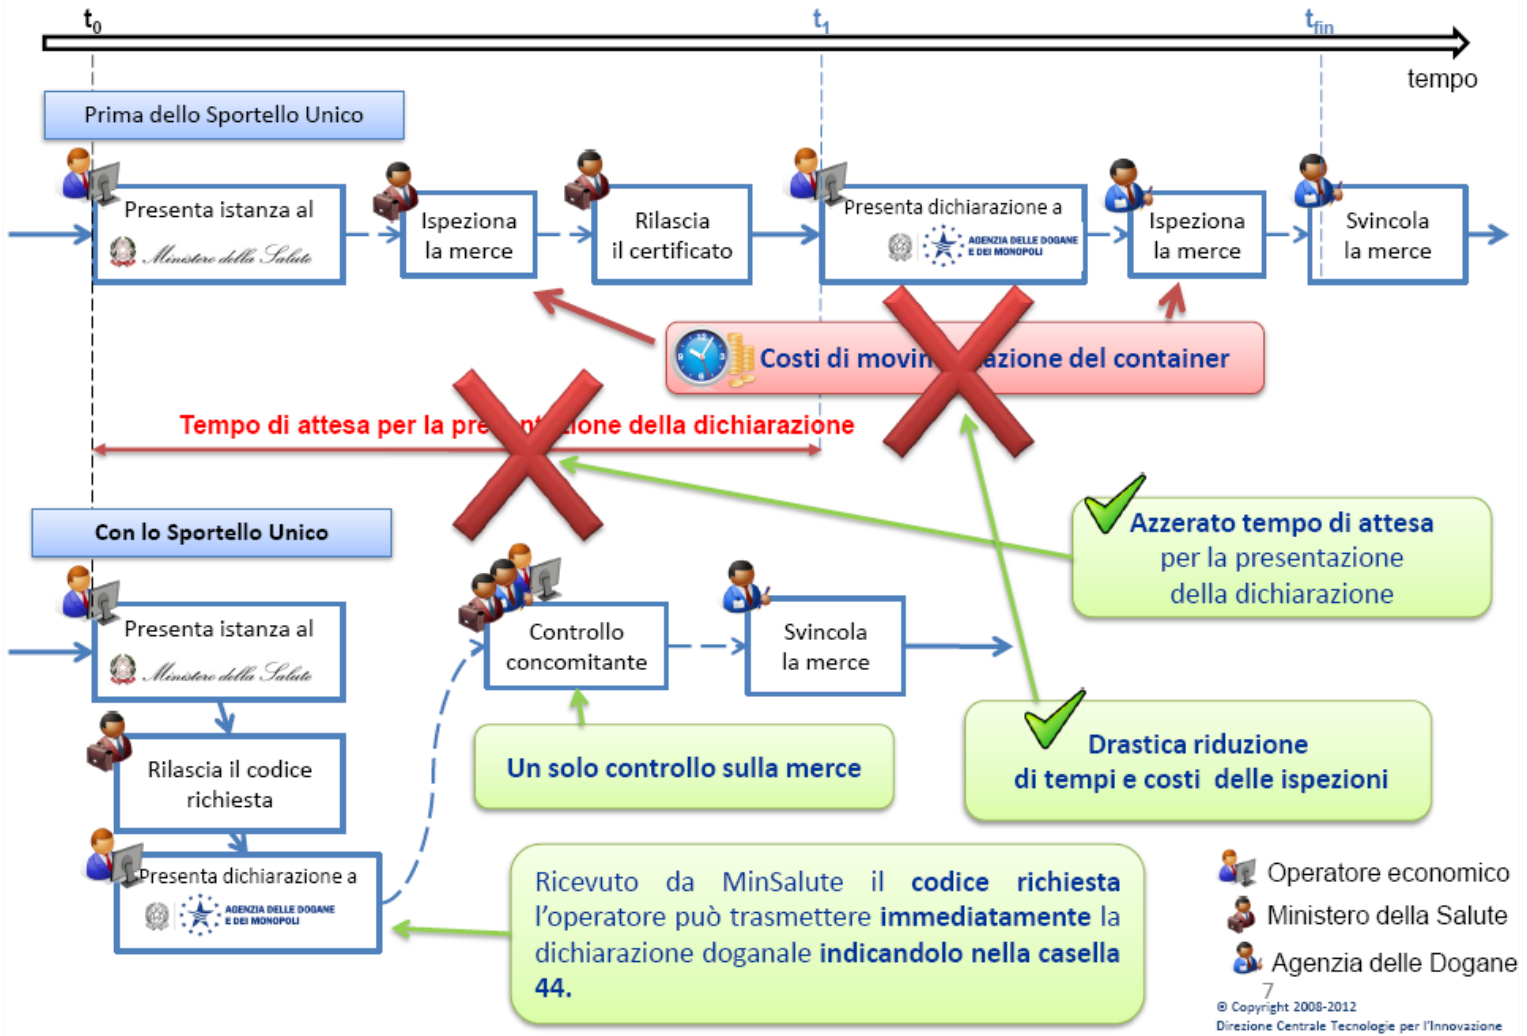 t0
t1
tfin
tempo
Prima dello Sportello Unico
Presenta istanza al
Ministero della Salute
Ispeziona
la merce
Rilascia
il certificato
Presenta dichiarazione a
AGENZIA DELLE DOGANE
E DEI MONOPOLI
Ispeziona
la merce
Svincola
la merce
Costi di movim azione del container
Tempo di attesa per la presentazione della dichiarazione
Con lo Sportello Unico
Azzerato tempo di attesa
per la presentazione
della dichiarazione
Presenta istanza al
Ministero della Salute
Controllo
concomitante
Svincola
la merce
Rilascia il codice
richiesta
Un solo controllo sulla merce
Drastica riduzione
di tempi e costi delle ispezioni
Presenta dichiarazione a
AGENZIA DELLE DOGANE
E DEI MONOPOLI
Ricevuto da MinSalute il codice richiesta
l'operatore può trasmettere immediatamente la
dichiarazione doganale indicandolo nella casella
44.
Operatore economico
Ministero della Salute
Agenzia delle Dogane
7
© Copyright 2008-2012
Direzione Centrale Tecnologie per l'Innovazione